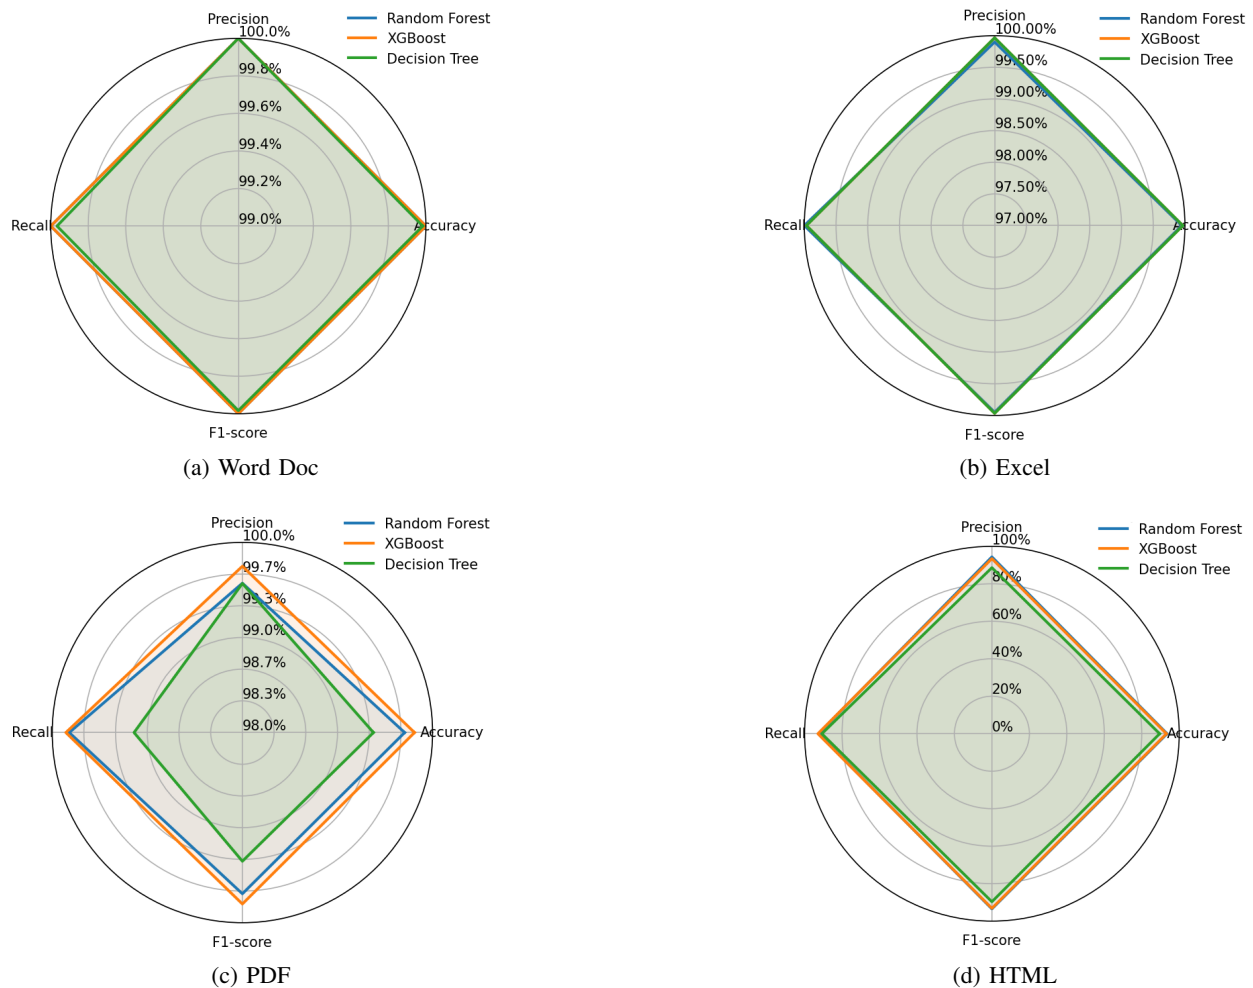 Precision
100.0%
99.8%
99.6%
99.4%
99.2%
99.0%
Recall
Accuracy
F1-score
Random Forest
XGBoost
Decision Tree
(a) Word Doc
Precision
100.00%
99.50%
99.00%
98.50%
98.00%
97.50%
97.00%
Recall
Accuracy
F1-score
Random Forest
XGBoost
Decision Tree
(b) Excel
Precision
100.0%
99.7%
99.3%
99.0%
98.7%
98.3%
98.0%
Recall
Accuracy
F1-score
Random Forest
XGBoost
Decision Tree
(c) PDF
Precision
100%
80%
60%
40%
20%
0%
Recall
Accuracy
F1-score
Random Forest
XGBoost
Decision Tree
(d) HTML